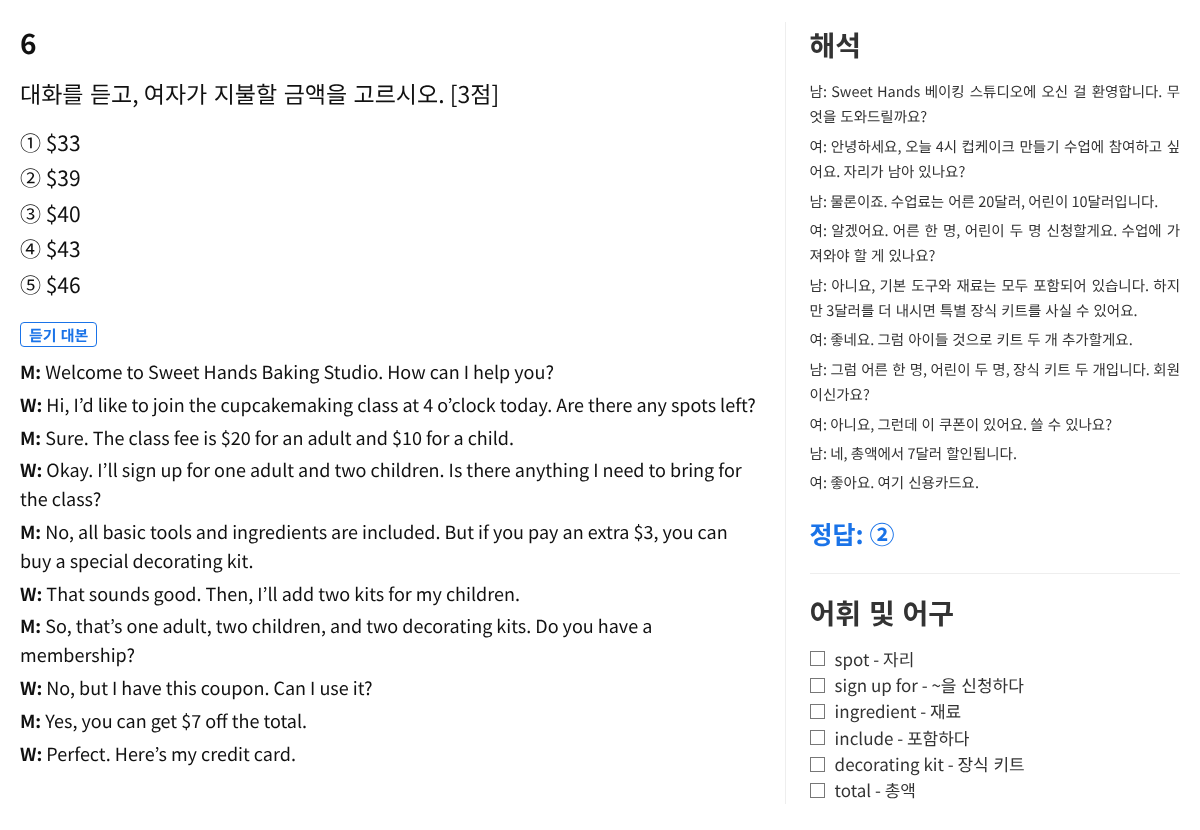 6
대화를 듣고, 여자가 지불할 금액을 고르시오. [3점]
① $33
② $39
③ $40
④ $43
⑤ $46
듣기 대본
M: Welcome to Sweet Hands Baking Studio. How can I help you?
W: Hi, I’d like to join the cupcakemaking class at 4 o’clock today. Are there any spots left?
M: Sure. The class fee is $20 for an adult and $10 for a child.
W: Okay. I’ll sign up for one adult and two children. Is there anything I need to bring for
the class?
M: No, all basic tools and ingredients are included. But if you pay an extra $3, you can
buy a special decorating kit.
W: That sounds good. Then, I’ll add two kits for my children.
M: So, that’s one adult, two children, and two decorating kits. Do you have a
membership?
W: No, but I have this coupon. Can I use it?
M: Yes, you can get $7 off the total.
W: Perfect. Here’s my credit card.
해석
남: Sweet Hands 베이킹 스튜디오에 오신 걸 환영합니다. 무
엇을 도와드릴까요?
여: 안녕하세요, 오늘 4시 컵케이크 만들기 수업에 참여하고 싶
어요. 자리가 남아 있나요?
남: 물론이죠. 수업료는 어른 20달러, 어린이 10달러입니다.
여: 알겠어요. 어른 한 명, 어린이 두 명 신청할게요. 수업에 가
져와야 할 게 있나요?
남: 아니요, 기본 도구와 재료는 모두 포함되어 있습니다. 하지
만 3달러를 더 내시면 특별 장식 키트를 사실 수 있어요.
여: 좋네요. 그럼 아이들 것으로 키트 두 개 추가할게요.
남: 그럼 어른 한 명, 어린이 두 명, 장식 키트 두 개입니다. 회원
이신가요?
여: 아니요, 그런데 이 쿠폰이 있어요. 쓸 수 있나요?
남: 네, 총액에서 7달러 할인됩니다.
여: 좋아요. 여기 신용카드요.
정답: ②
어휘 및 어구
☐ spot - 자리
☐ sign up for - ~을 신청하다
☐ ingredient - 재료
☐ include - 포함하다
☐ decorating kit - 장식 키트
☐ total - 총액